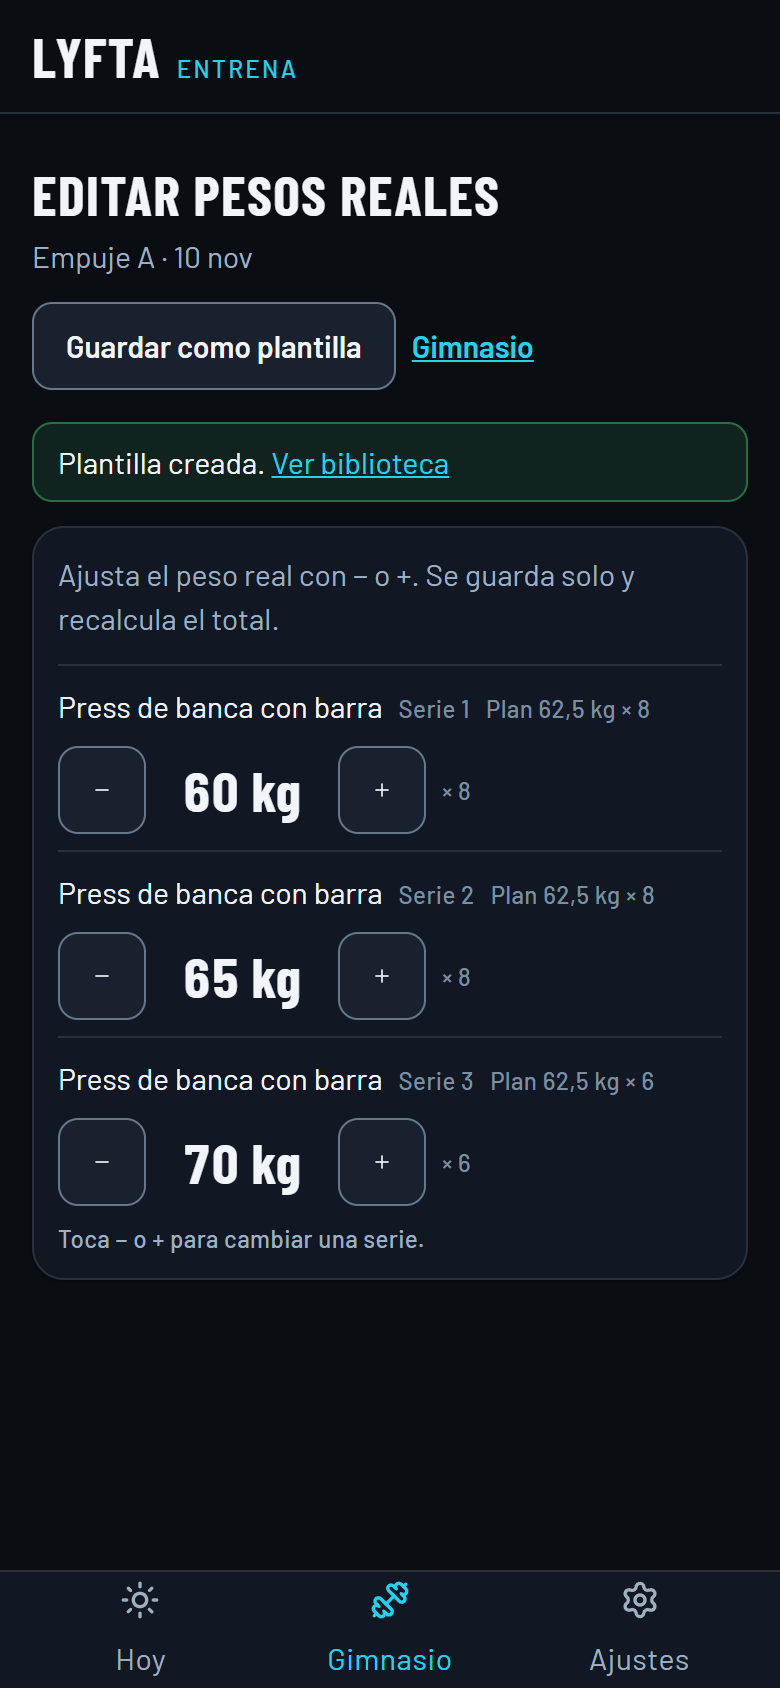 LYFTA ENTRENA
EDITAR PESOS REALES
Empuje A · 10 nov
Guardar como plantilla Gimnasio
Plantilla creada. Ver biblioteca
Ajusta el peso real con – o +. Se guarda solo y
recalcula el total.
Press de banca con barra Serie 1 Plan 62,5 kg × 8
– 60 kg + × 8
Press de banca con barra Serie 2 Plan 62,5 kg × 8
– 65 kg + × 8
Press de banca con barra Serie 3 Plan 62,5 kg × 6
– 70 kg + × 6
Toca – o + para cambiar una serie.
Hoy Gimnasio Ajustes